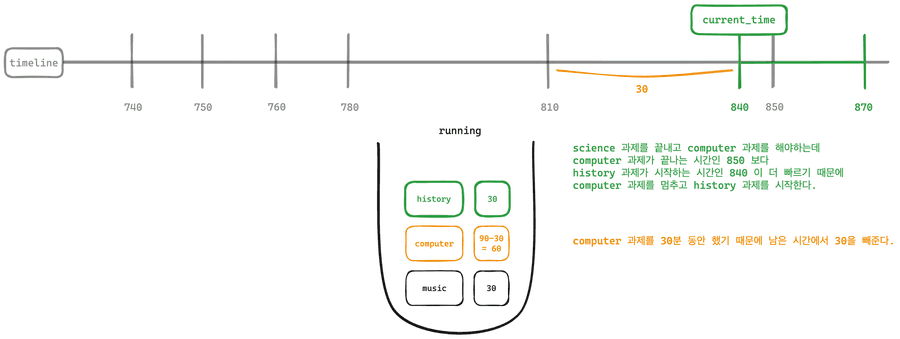 current_time
timeline
30
740
750
760
780
810
840
850
870
running
science 과제를 끝내고 computer 과제를 해야하는데
computer 과제가 끝나는 시간인 850 보다
history 과제가 시작하는 시간인 840 이 더 빠르기 때문에
computer 과제를 멈추고 history 과제를 시작한다.
history
30
computer
90-30
= 60
computer 과제를 30분 동안 했기 때문에 남은 시간에서 30을 빼준다.
music
30